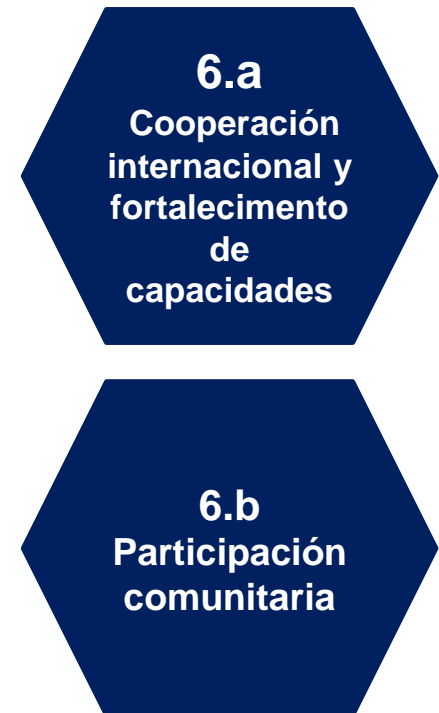 6.a
Cooperación
internacional y
fortalecimento
de
capacidades
6.b
Participación
comunitaria